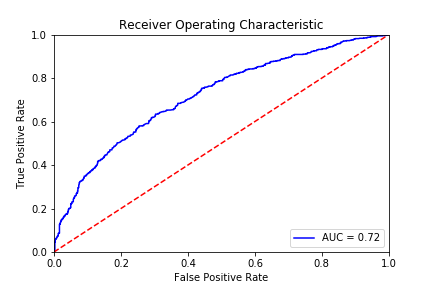 Receiver Operating Characteristic
1.0
0.8
0.6
0.4
0.2
0.0
True Positive Rate
AUC = 0.72
0.0 0.2 0.4 0.6 0.8 1.0
False Positive Rate